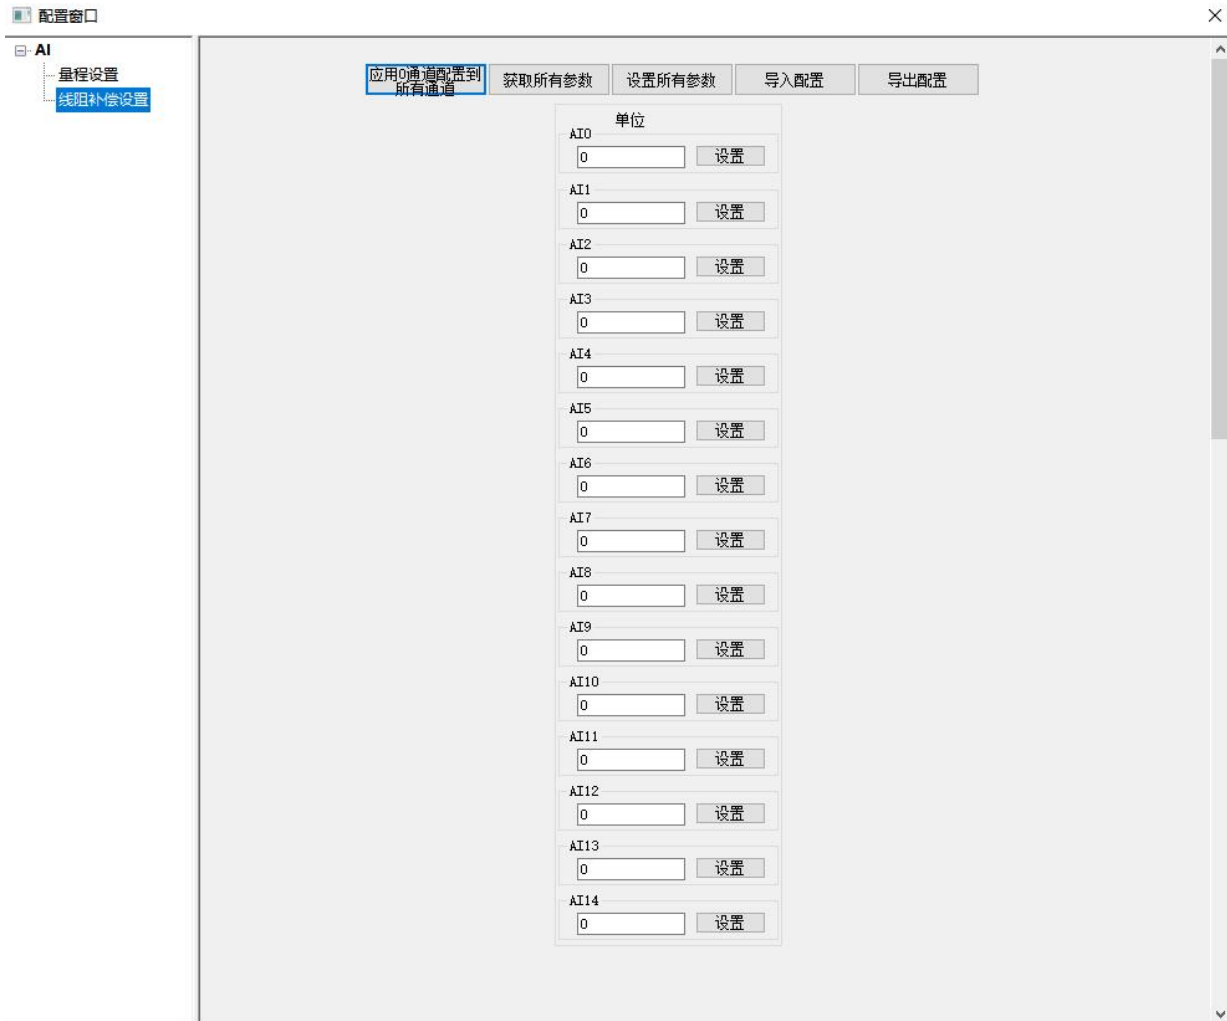 配置窗口
AI
量程设置
线阻补偿设置
应用0通道配置到
所有通道
获取所有参数
设置所有参数
导入配置
导出配置
单位
AI0
0
设置
AI1
0
设置
AI2
0
设置
AI3
0
设置
AI4
0
设置
AI5
0
设置
AI6
0
设置
AI7
0
设置
AI8
0
设置
AI9
0
设置
AI10
0
设置
AI11
0
设置
AI12
0
设置
AI13
0
设置
AI14
0
设置